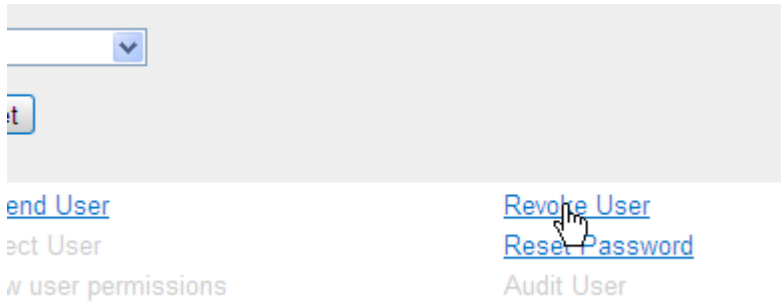 et
end User
Revoke User
ect User
Reset Password
w user permissions
Audit User